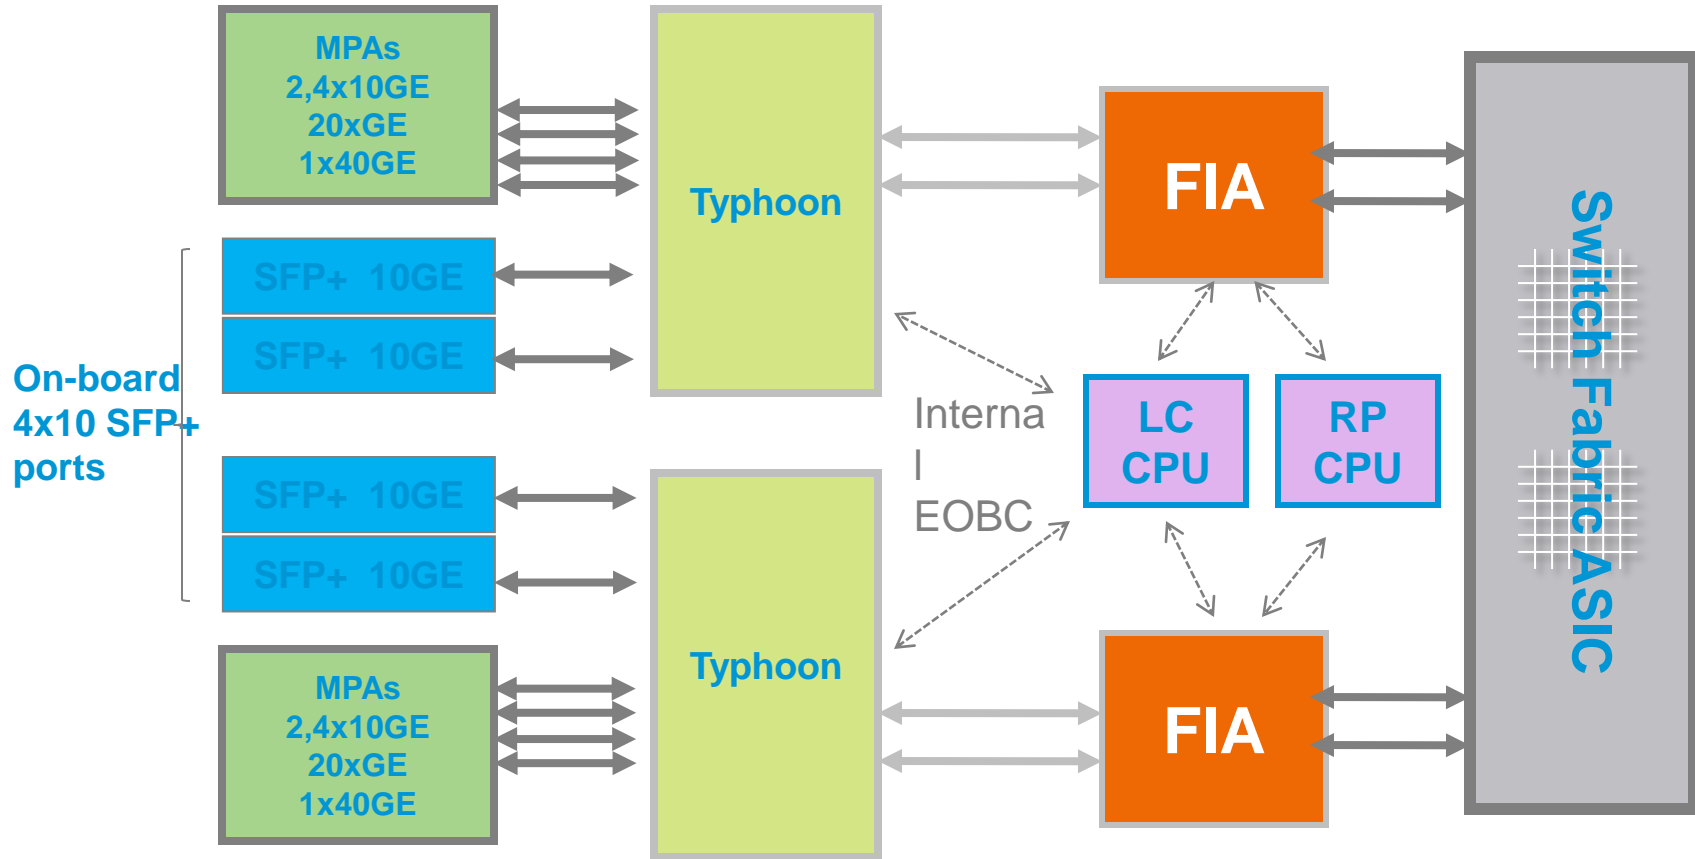 MPAs
2,4x10GE
20xGE
1x40GE
SFP+ 10GE
SFP+ 10GE
On-board
4x10 SFP+
ports
SFP+ 10GE
SFP+ 10GE
MPAs
2,4x10GE
20xGE
1x40GE
Typhoon
Typhoon
Interna
l
EOBC
FIA
LC
CPU
RP
CPU
FIA
Switch Fabric ASIC